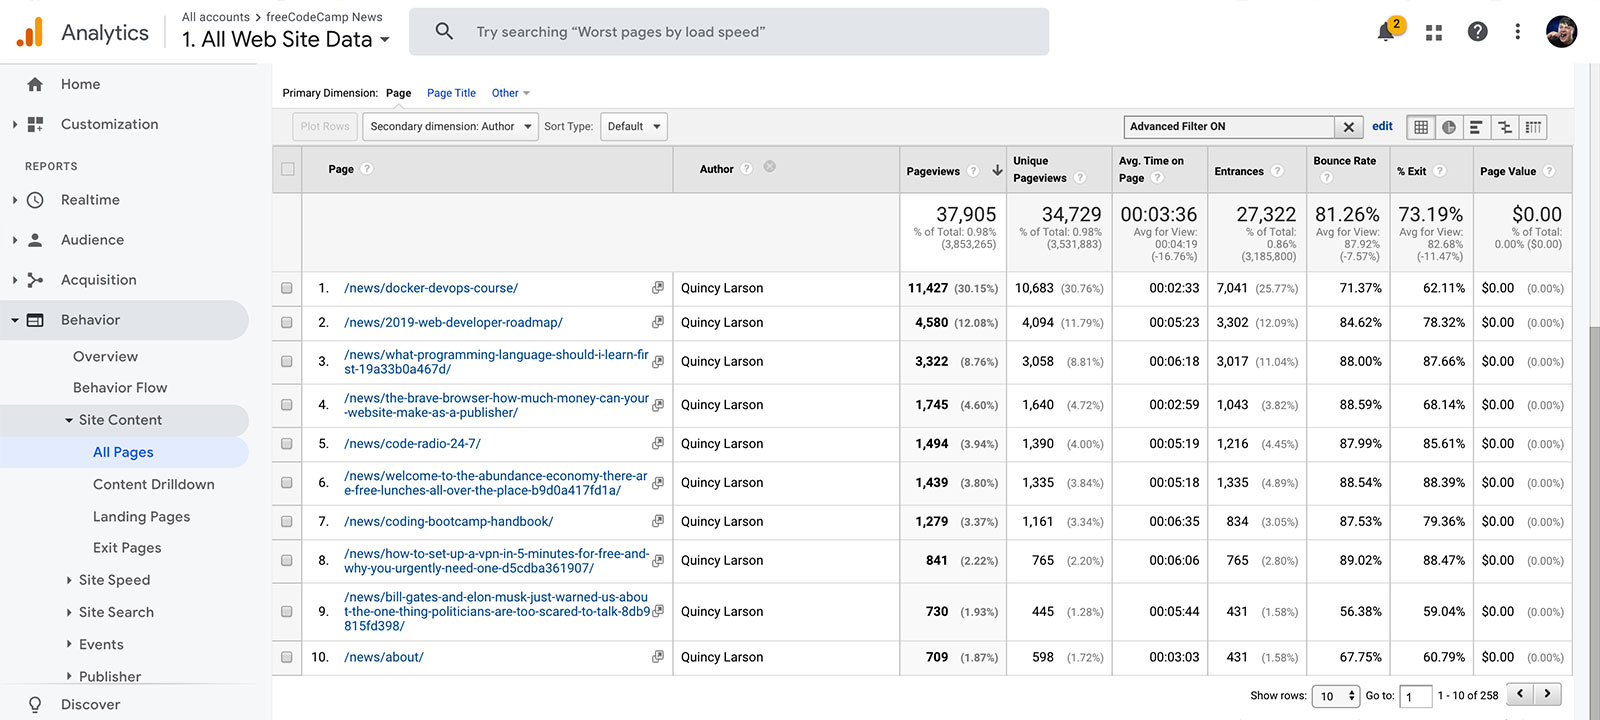 Analytics
All accounts > freeCodeCamp News
1. All Web Site Data
Try searching “Worst pages by load speed”
2
Home
Customization
REPORTS
Realtime
Audience
Acquisition
Behavior
Overview
Behavior Flow
Site Content
All Pages
Content Drilldown
Landing Pages
Exit Pages
Site Speed
Site Search
Events
Publisher
Discover
Primary Dimension: Page Page Title Other
Plot Rows Secondary dimension: Author Sort Type: Default Advanced Filter ON edit
Page Author Pageviews Unique Pageviews Avg. Time on Page Entrances Bounce Rate % Exit Page Value
37,905 34,729 00:03:36 27,322 81.26% 73.19% $0.00
% of Total: 0.98% (3,853,265) % of Total: 0.98% (3,531,883) Avg for View: 00:04:19 (-16.76%) % of Total: 0.86% (3,185,800) Avg for View: 87.92% (-7.57%) Avg for View: 82.68% (-11.47%) % of Total: 0.00% ($0.00)
1. /news/docker-devops-course/ Quincy Larson 11,427 (30.15%) 10,683 (30.76%) 00:02:33 7,041 (25.77%) 71.37% 62.11% $0.00 (0.00%)
2. /news/2019-web-developer-roadmap/ Quincy Larson 4,580 (12.08%) 4,094 (11.79%) 00:05:23 3,302 (12.09%) 84.62% 78.32% $0.00 (0.00%)
3. /news/what-programming-language-should-i-learn-fir
st-19a33b0a467d/ Quincy Larson 3,322 (8.76%) 3,058 (8.81%) 00:06:18 3,017 (11.04%) 88.00% 87.66% $0.00 (0.00%)
4. /news/the-brave-browser-how-much-money-can-your
-website-make-as-a-publisher/ Quincy Larson 1,745 (4.60%) 1,640 (4.72%) 00:02:59 1,043 (3.82%) 88.59% 68.14% $0.00 (0.00%)
5. /news/code-radio-24-7/ Quincy Larson 1,494 (3.94%) 1,390 (4.00%) 00:05:19 1,216 (4.45%) 87.99% 85.61% $0.00 (0.00%)
6. /news/welcome-to-the-abundance-economy-there-ar
e-free-lunches-all-over-the-place-b9d0a417fd1a/ Quincy Larson 1,439 (3.80%) 1,335 (3.84%) 00:05:18 1,335 (4.89%) 88.54% 88.39% $0.00 (0.00%)
7. /news/coding-bootcamp-handbook/ Quincy Larson 1,279 (3.37%) 1,161 (3.34%) 00:06:35 834 (3.05%) 87.53% 79.36% $0.00 (0.00%)
8. /news/how-to-set-up-a-vpn-in-5-minutes-for-free-and-
why-you-urgently-need-one-d5cdba361907/ Quincy Larson 841 (2.22%) 765 (2.20%) 00:06:06 765 (2.80%) 89.02% 88.47% $0.00 (0.00%)
9. /news/bill-gates-and-elon-musk-just-warned-us-abou
t-the-one-thing-politicians-are-too-scared-to-talk-8db9
815fd398/ Quincy Larson 730 (1.93%) 445 (1.28%) 00:05:44 431 (1.58%) 56.38% 59.04% $0.00 (0.00%)
10. /news/about/ Quincy Larson 709 (1.87%) 598 (1.72%) 00:03:03 431 (1.58%) 67.75% 60.79% $0.00 (0.00%)
Show rows: 10 Go to: 1 1 - 10 of 258